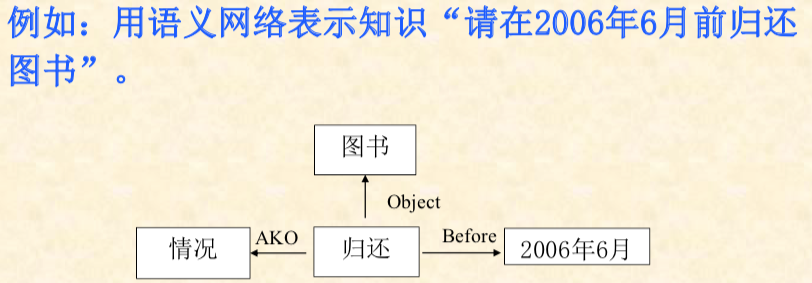 例如：用语义网络表示知识“请在2006年6月前归还
图书”。
图书
Object
情况
AKO
归还
Before
2006年6月